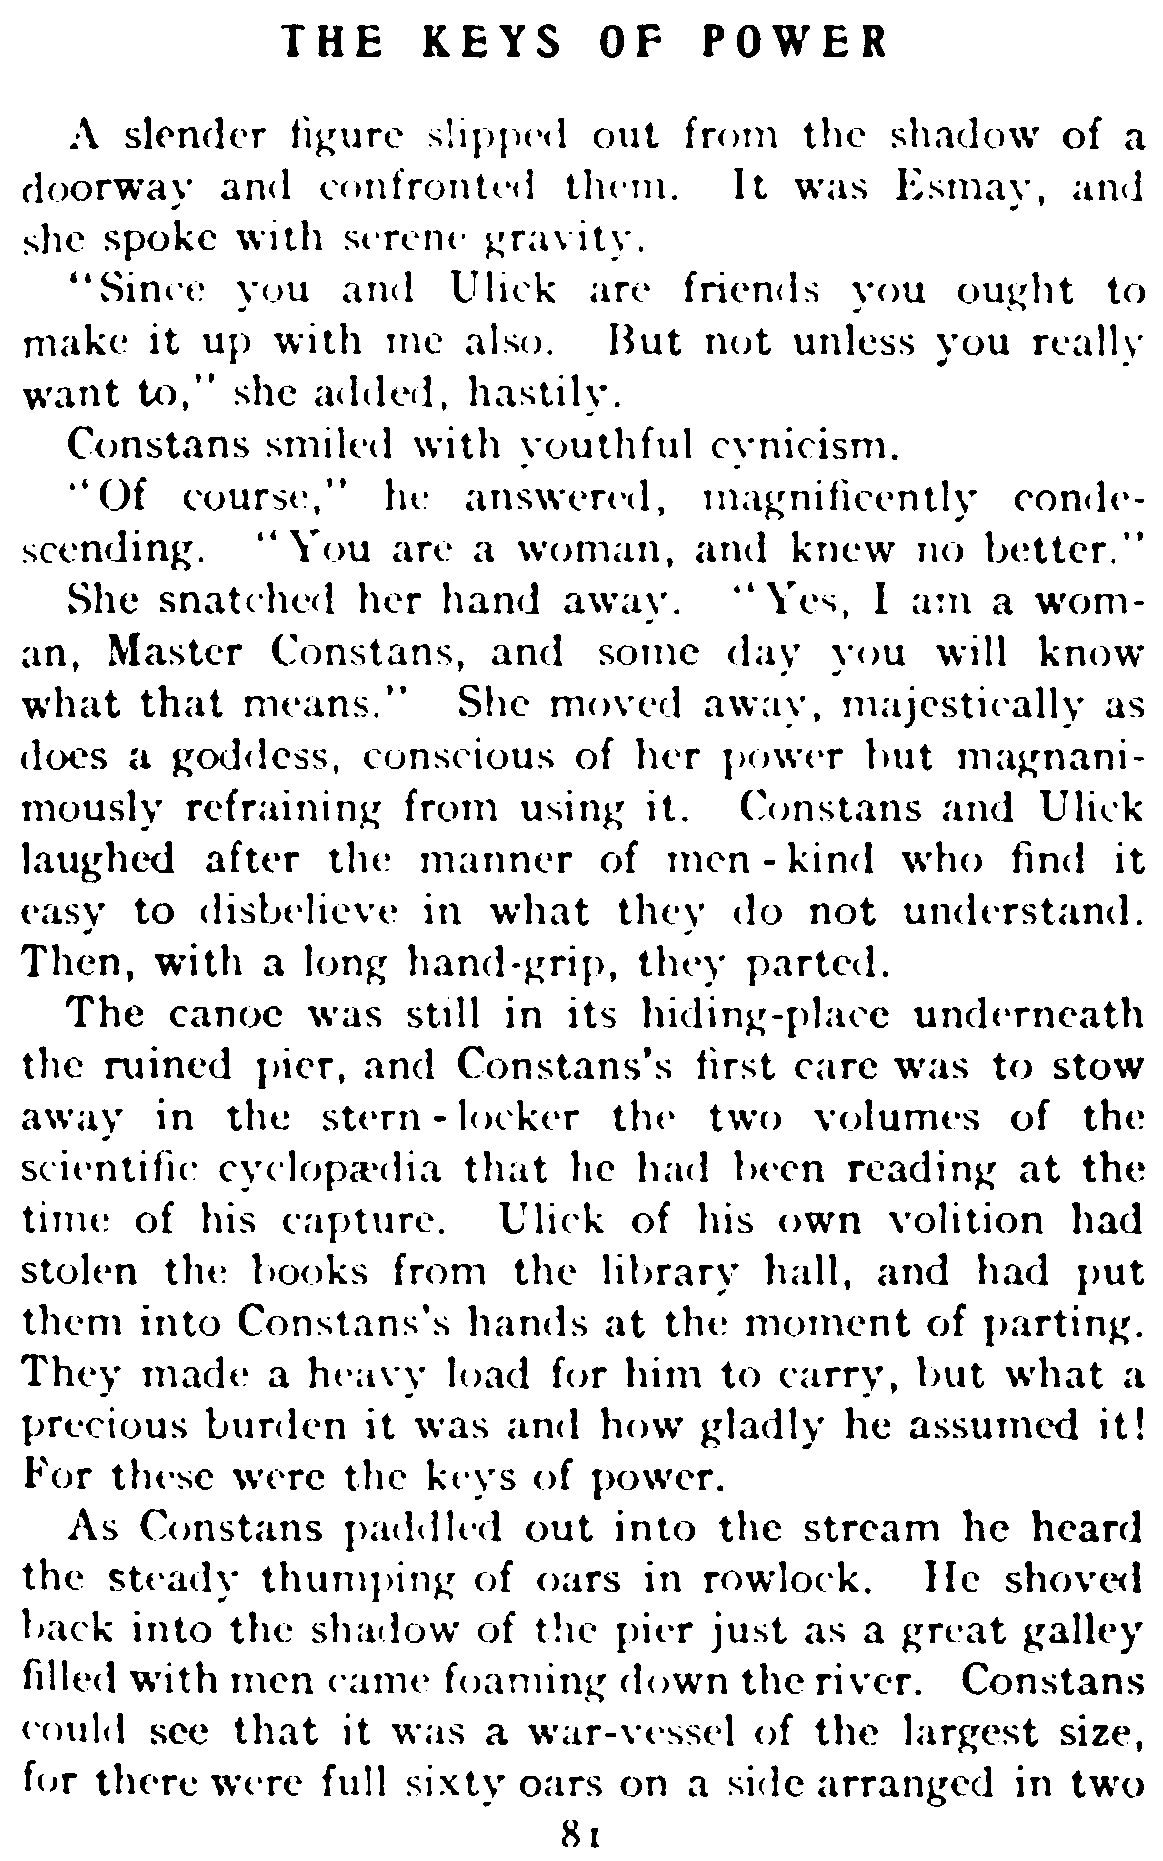 THE KEYS OF POWER
A slender figure slipped out from the shadow of a
doorway and confronted them. It was Esmay, and
she spoke with serene gravity.
"Since you and Ulick are friends you ought to
make it up with me also. But not unless you really
want to," she added, hastily.
Constans smiled with youthful cynicism.
"Of course," he answered, magnificently conde-
scending. "You are a woman, and knew no better."
She snatched her hand away. "Yes, I am a wom-
an, Master Constans, and some day you will know
what that means." She moved away, majestically as
does a goddess, conscious of her power but magnani-
mously refraining from using it. Constans and Ulick
laughed after the manner of men-kind who find it
easy to disbelieve in what they do not understand.
Then, with a long hand-grip, they parted.
The canoe was still in its hiding-place underneath
the ruined pier, and Constans's first care was to stow
away in the stern-locker the two volumes of the
scientific cyclopædia that he had been reading at the
time of his capture. Ulick of his own volition had
stolen the books from the library hall, and had put
them into Constans's hands at the moment of parting.
They made a heavy load for him to carry, but what a
precious burden it was and how gladly he assumed it!
For these were the keys of power.
As Constans paddled out into the stream he heard
the steady thumping of oars in rowlock. He shoved
back into the shadow of the pier just as a great galley
filled with men came foaming down the river. Constans
could see that it was a war-vessel of the largest size,
for there were full sixty oars on a side arranged in two
81